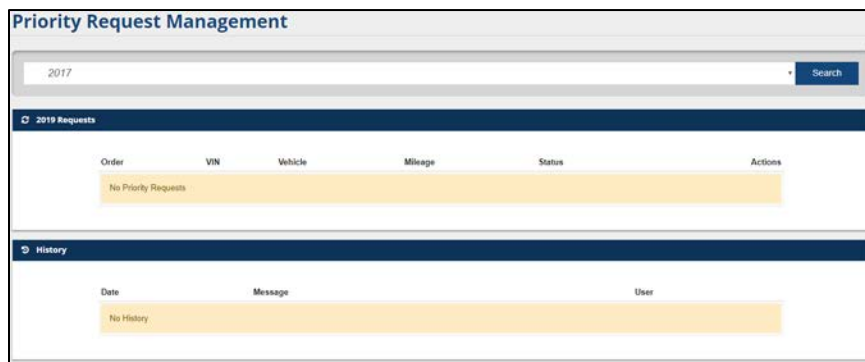 Priority Request Management
2017 Search
2019 Requests
Order VIN Vehicle Mileage Status Actions
No Priority Requests
History
Date Message User
No History